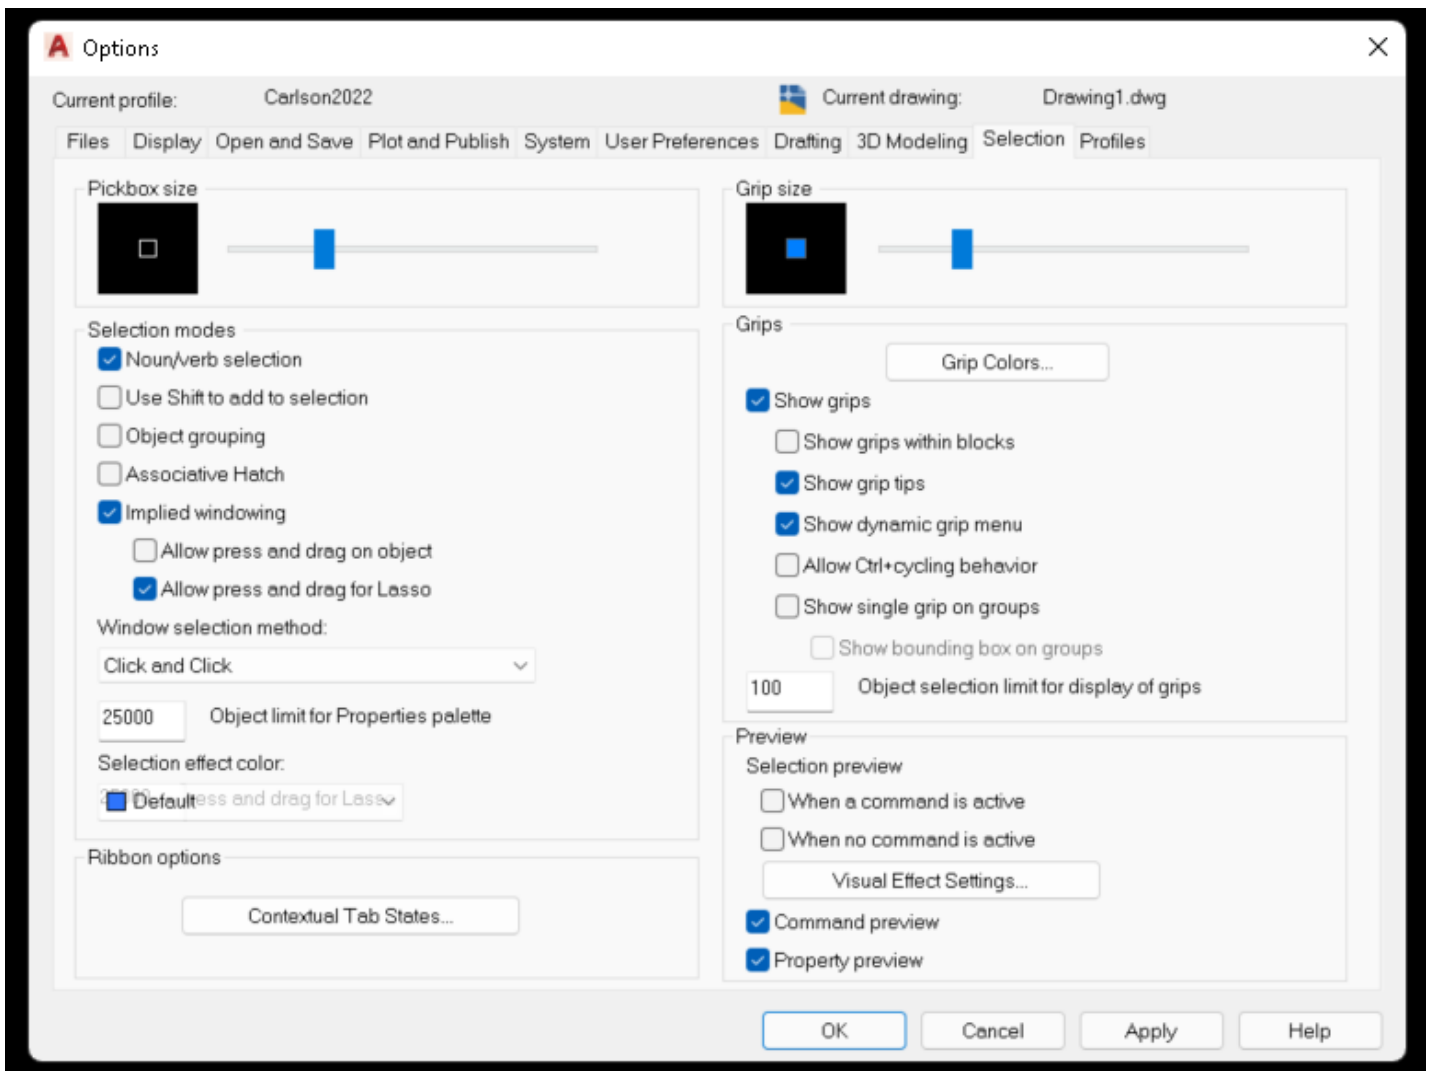 Options
Current profile: Carlson2022 Current drawing: Drawing1.dwg
Files Display Open and Save Plot and Publish System User Preferences Drafting 3D Modeling Selection Profiles
Pickbox size
Selection modes
Noun/verb selection
Use Shift to add to selection
Object grouping
Associative Hatch
Implied windowing
Allow press and drag on object
Allow press and drag for Lasso
Window selection method:
Click and Click
25000 Object limit for Properties palette
Selection effect color:
Default ess and drag for Lass
Ribbon options
Contextual Tab States...
Grip size
Grips
Grip Colors...
Show grips
Show grips within blocks
Show grip tips
Show dynamic grip menu
Allow Ctrl+cycling behavior
Show single grip on groups
Show bounding box on groups
100 Object selection limit for display of grips
Preview
Selection preview
When a command is active
When no command is active
Visual Effect Settings...
Command preview
Property preview
OK Cancel Apply Help